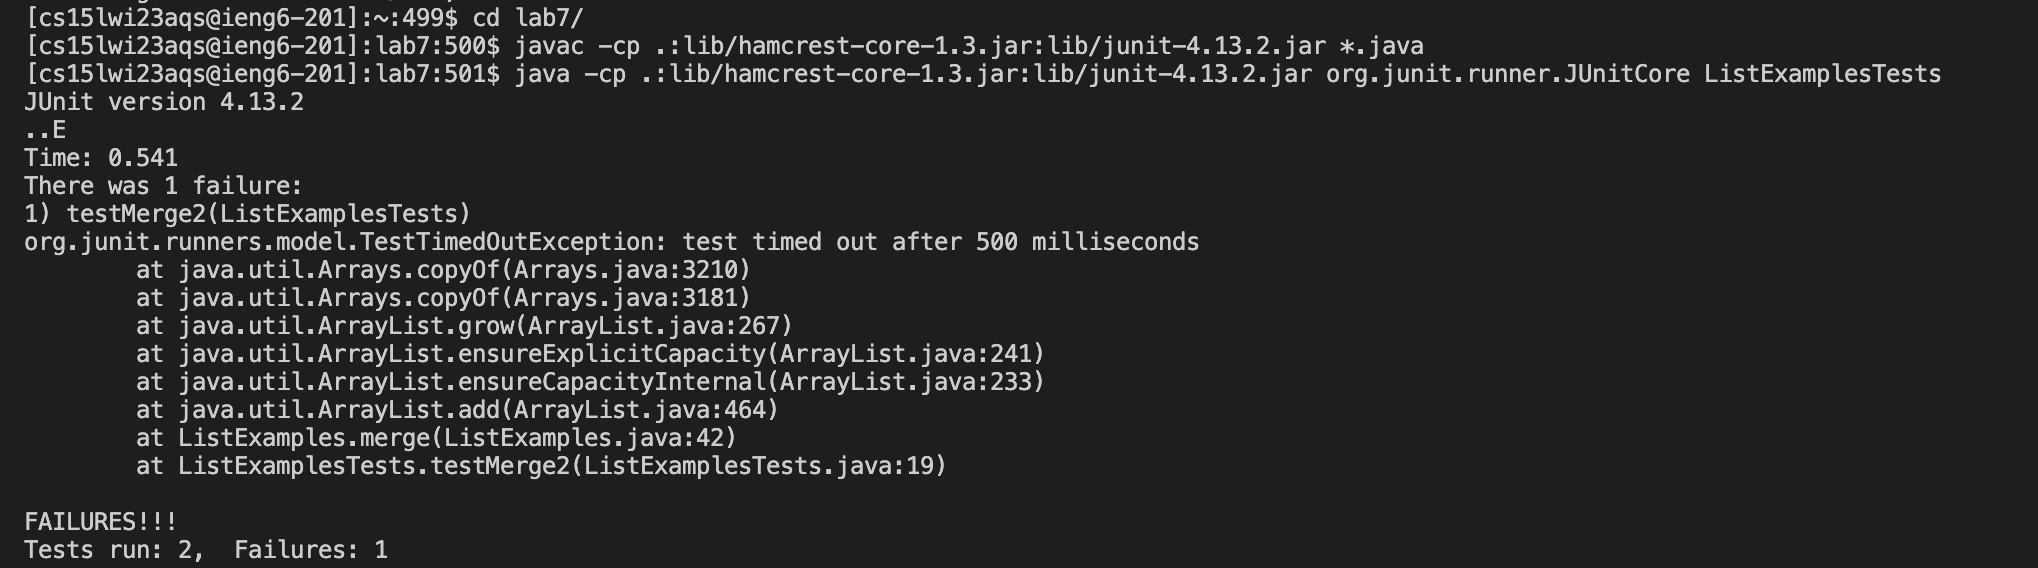 [cs15lwi23aqs@ieng6-201]:~:499$ cd lab7/
[cs15lwi23aqs@ieng6-201]:lab7:500$ javac -cp .:lib/hamcrest-core-1.3.jar:lib/junit-4.13.2.jar *.java
[cs15lwi23aqs@ieng6-201]:lab7:501$ java -cp .:lib/hamcrest-core-1.3.jar:lib/junit-4.13.2.jar org.junit.runner.JUnitCore ListExamplesTests
JUnit version 4.13.2
..E
Time: 0.541
There was 1 failure:
1) testMerge2(ListExamplesTests)
org.junit.runners.model.TestTimedOutException: test timed out after 500 milliseconds
        at java.util.Arrays.copyOf(Arrays.java:3210)
        at java.util.Arrays.copyOf(Arrays.java:3181)
        at java.util.ArrayList.grow(ArrayList.java:267)
        at java.util.ArrayList.ensureExplicitCapacity(ArrayList.java:241)
        at java.util.ArrayList.ensureCapacityInternal(ArrayList.java:233)
        at java.util.ArrayList.add(ArrayList.java:464)
        at ListExamples.merge(ListExamples.java:42)
        at ListExamplesTests.testMerge2(ListExamplesTests.java:19)

FAILURES!!!
Tests run: 2,  Failures: 1